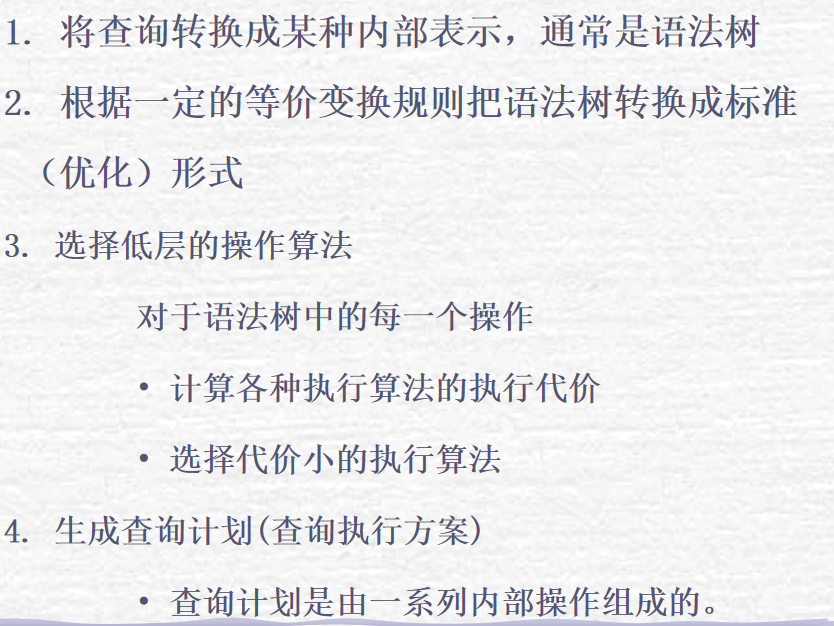 1. 将查询转换成某种内部表示，通常是语法树
2. 根据一定的等价变换规则把语法树转换成标准
（优化）形式
3. 选择低层的操作算法
对于语法树中的每一个操作
• 计算各种执行算法的执行代价
• 选择代价小的执行算法
4. 生成查询计划(查询执行方案)
• 查询计划是由一系列内部操作组成的。